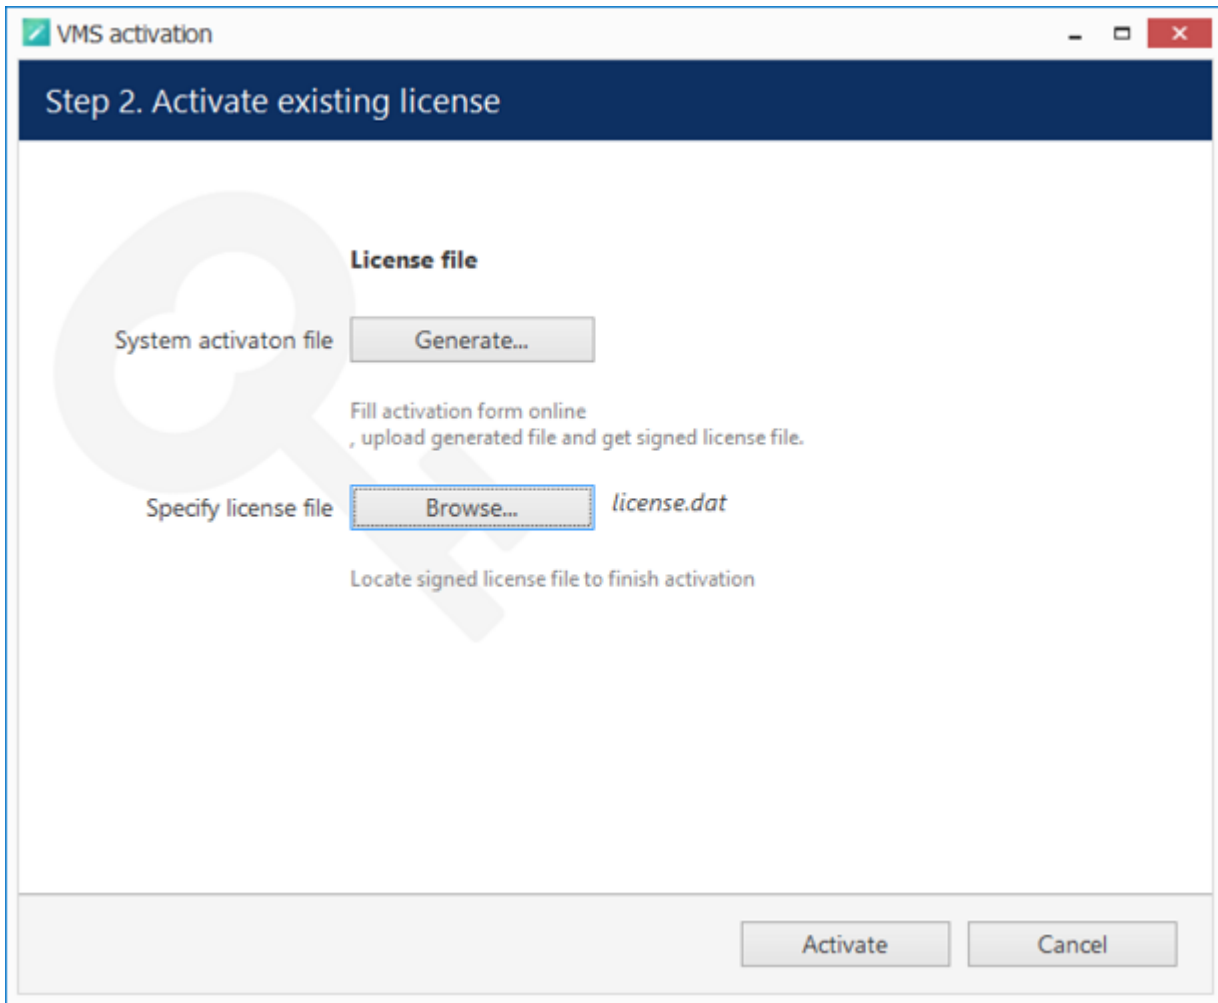 VMS activation
Step 2. Activate existing license
License file
System activaton file Generate...
Fill activation form online
, upload generated file and get signed license file.
Specify license file Browse... license.dat
Locate signed license file to finish activation
Activate Cancel